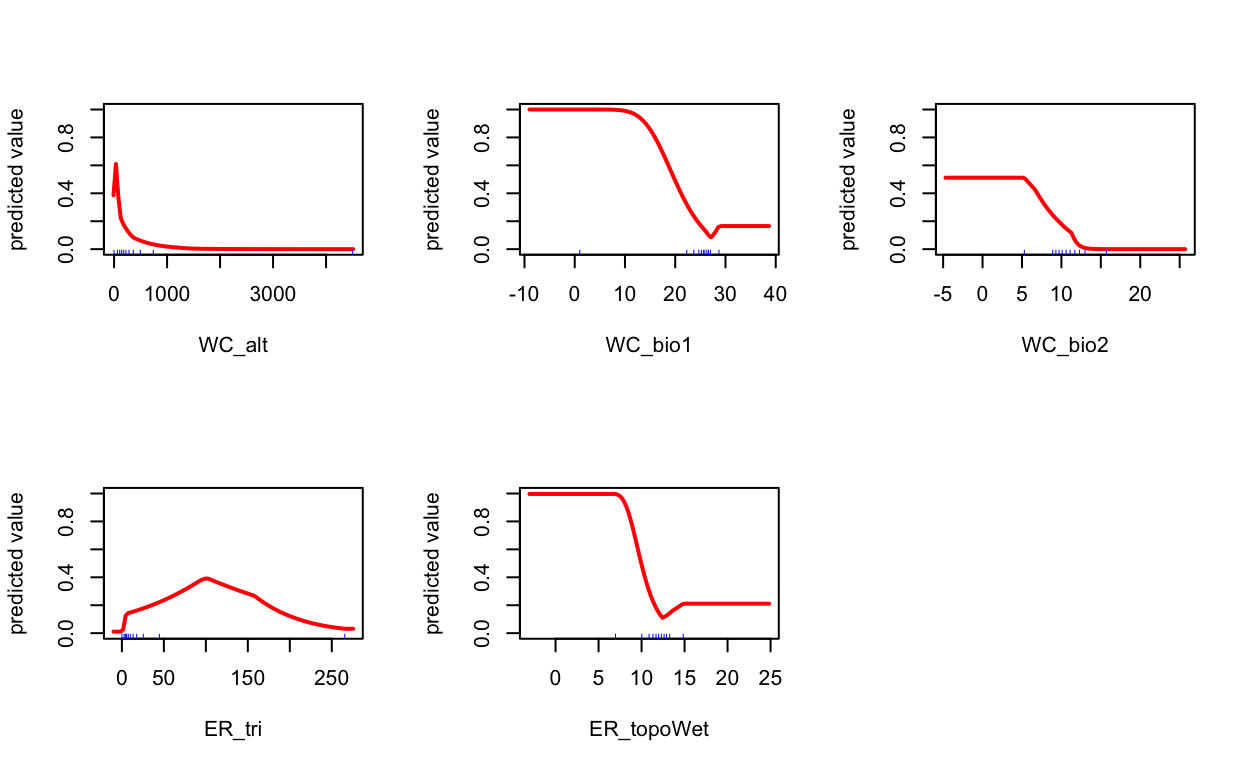 predicted value
0.0 0.4 0.8
0 1000 3000
WC_alt
predicted value
0.0 0.4 0.8
-10 0 10 20 30 40
WC_bio1
predicted value
0.0 0.4 0.8
-5 0 5 10 20
WC_bio2
predicted value
0.0 0.4 0.8
0 50 150 250
ER_tri
predicted value
0.0 0.4 0.8
0 5 10 15 20 25
ER_topoWet